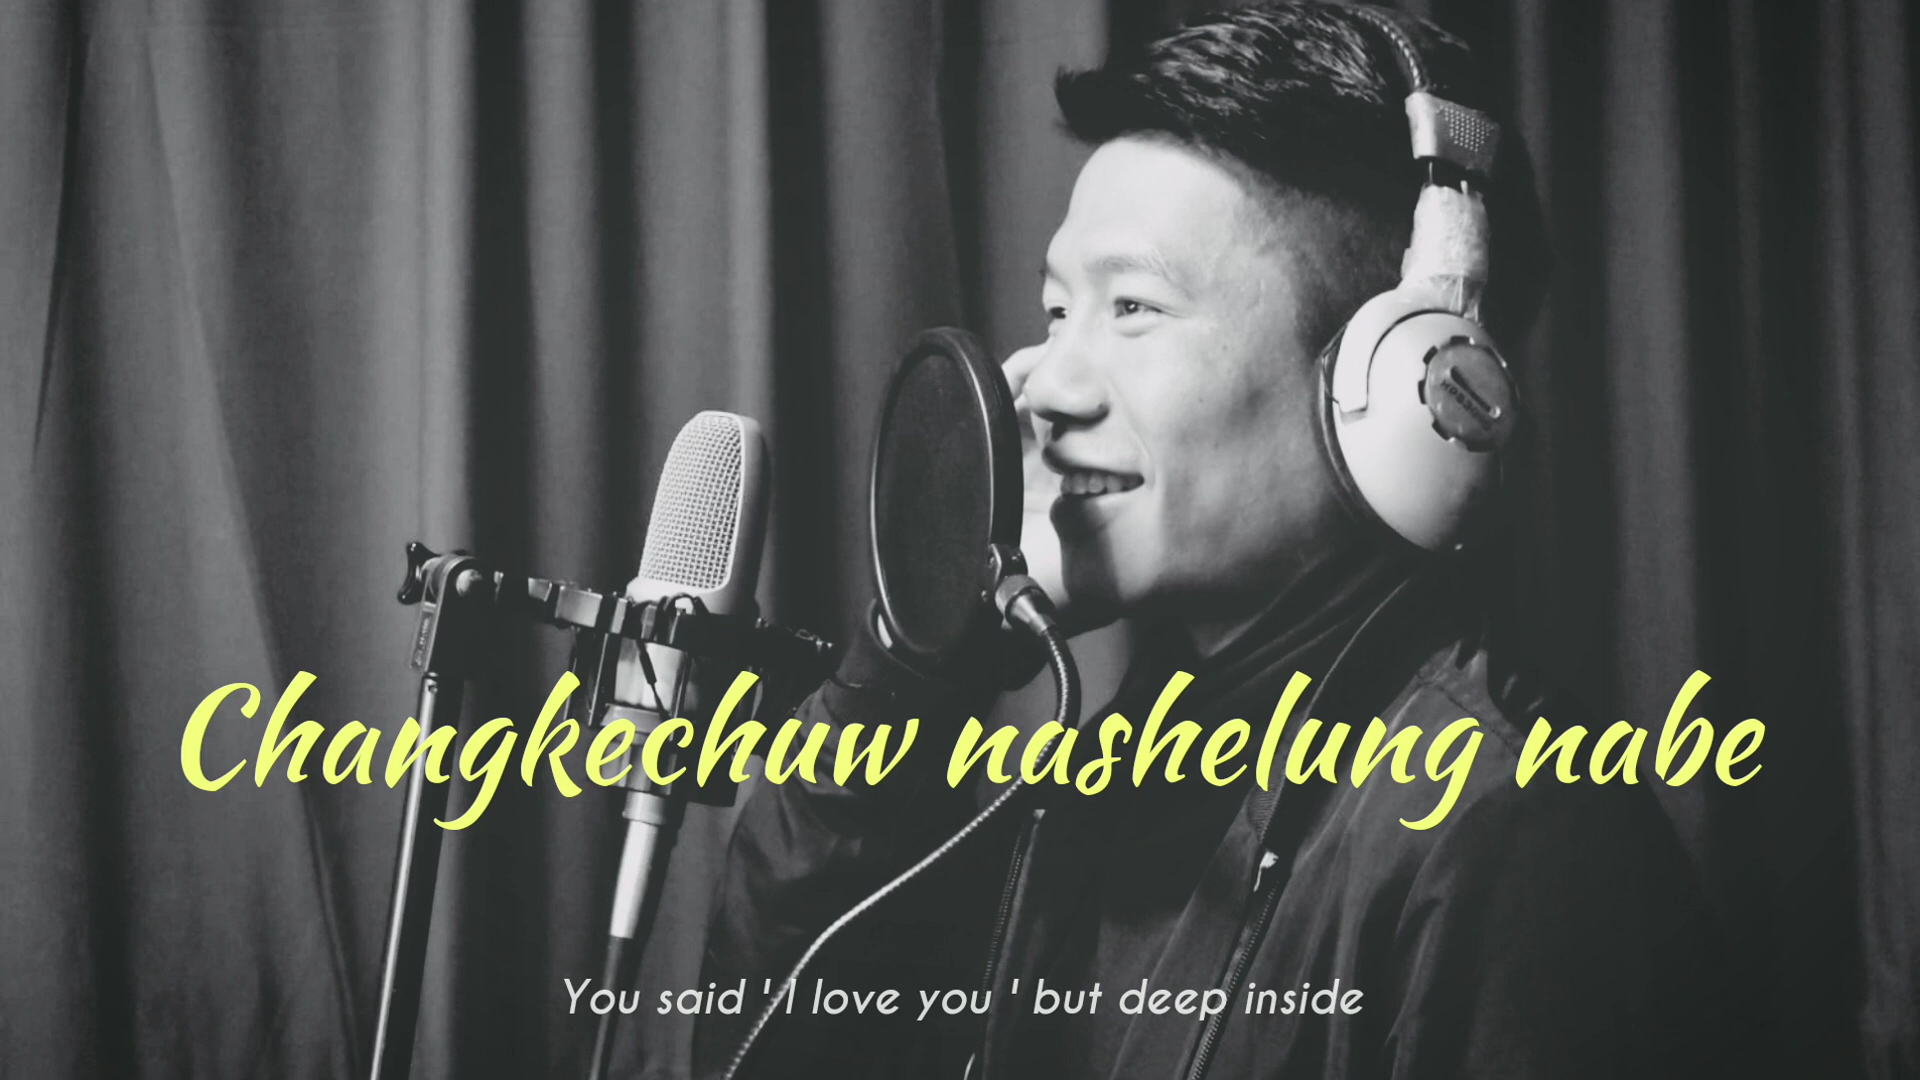 Changkechuw nashelung nabe
You said ' I love you ' but deep inside